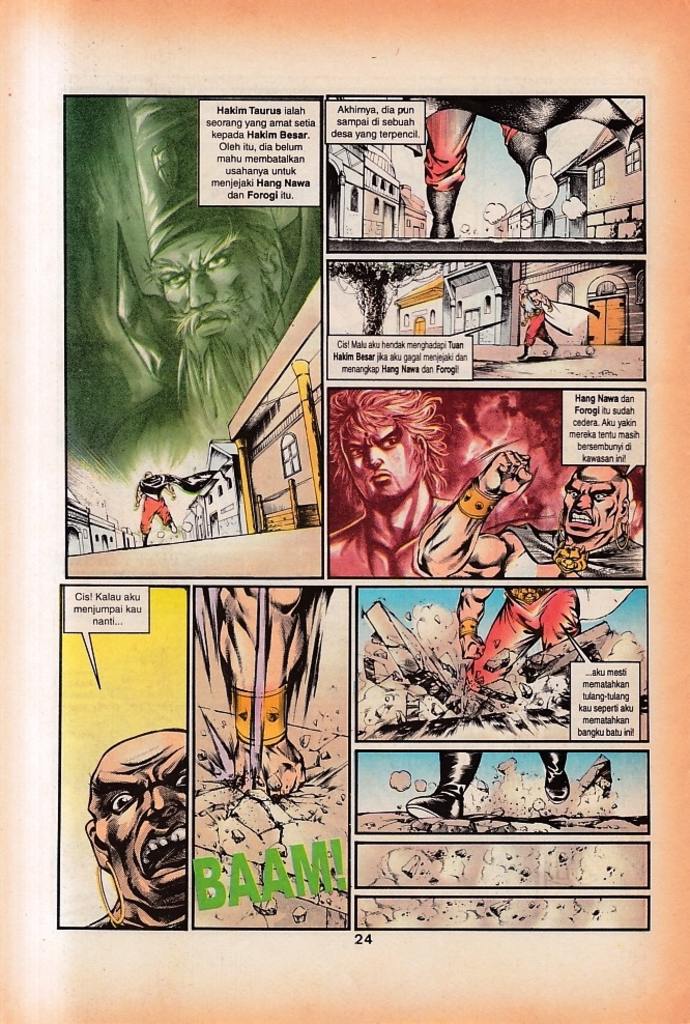 Hakim Taurus ialah
seorang yang amat setia
kepada Hakim Besar.
Oleh itu, dia belum
mahu membatalkan
usahanya untuk
menjejaki Hang Nawa
dan Forogi itu.
Akhirnya, dia pun
sampai di sebuah
desa yang terpencil.
Cis! Malu aku hendak menghadapi Tuan
Hakim Besar jika aku gagal menjejaki dan
menangkap Hang Nawa dan Forogi!
Hang Nawa dan
Forogi itu sudah
cedera. Aku yakin
mereka tentu masih
bersembunyi di
kawasan ini!
Cis! Kalau aku
menjumpai kau
nanti...
BAAM!
...aku mesti
mematahkan
tulang-tulang
kau seperti aku
mematahkan
bangku batu ini!
24